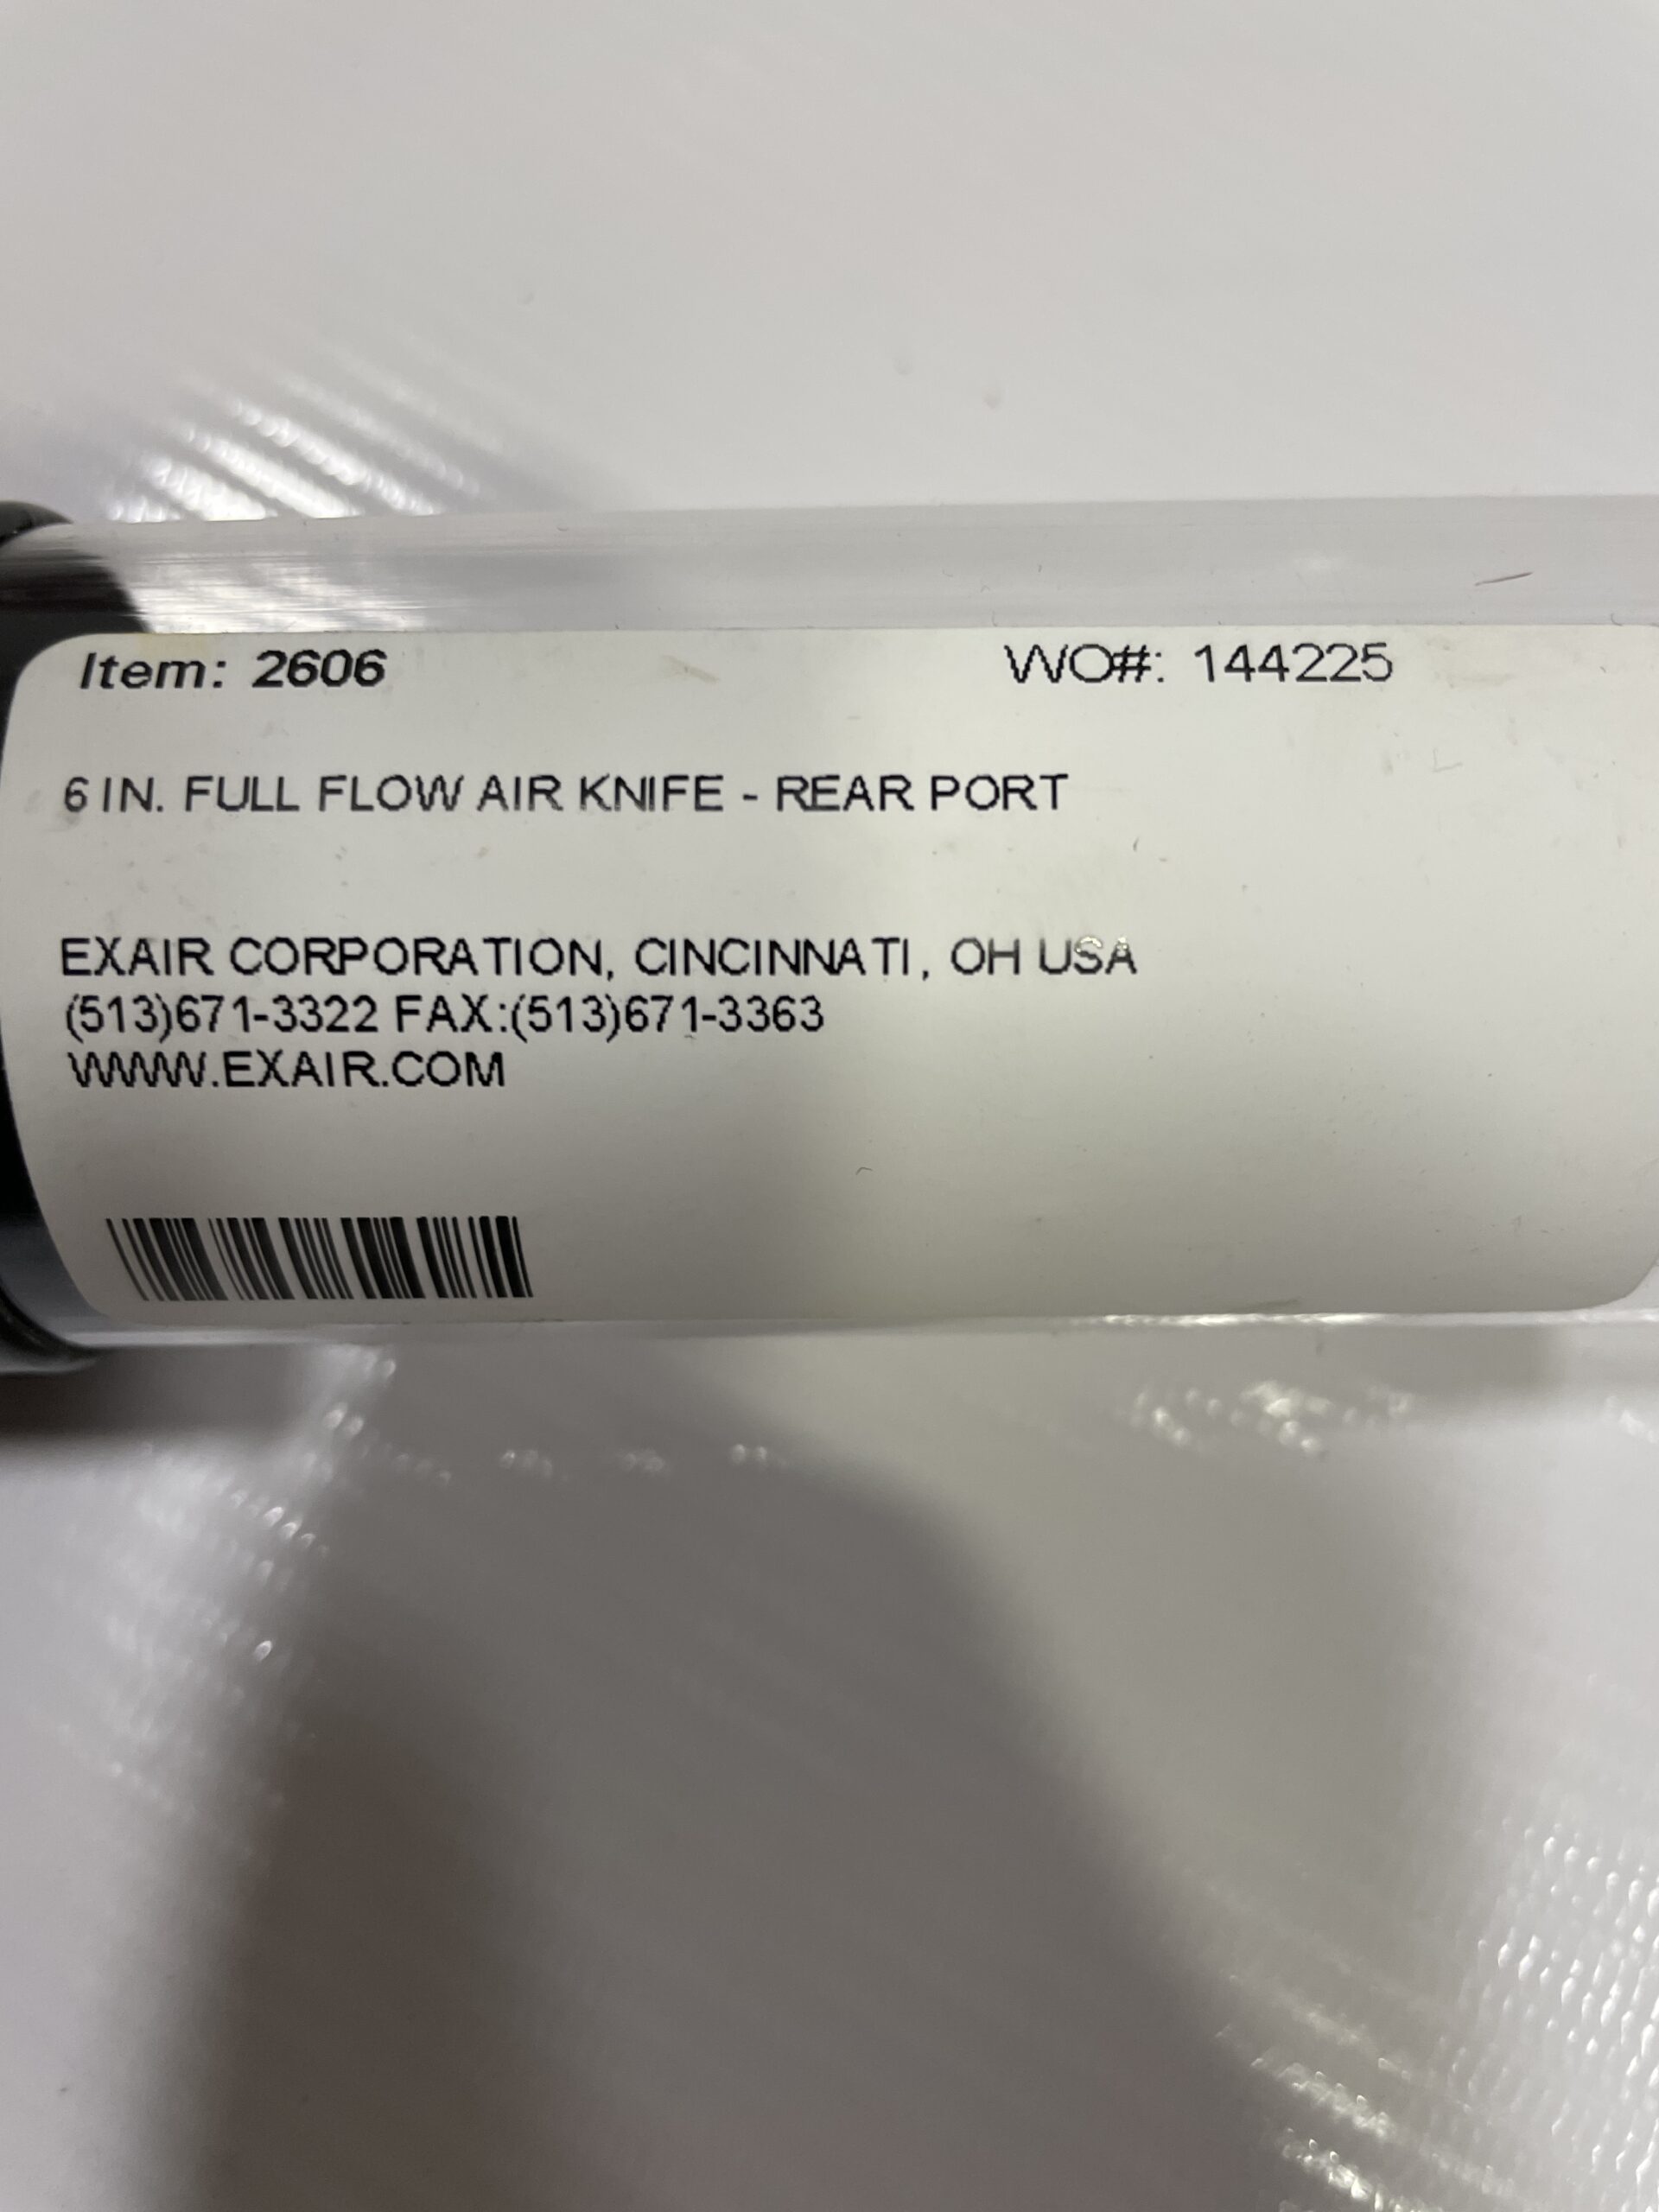 Item: 2606 WO#: 144225
6 IN. FULL FLOW AIR KNIFE - REAR PORT
EXAIR CORPORATION, CINCINNATI, OH USA
(513)671-3322 FAX:(513)671-3363
WWW.EXAIR.COM